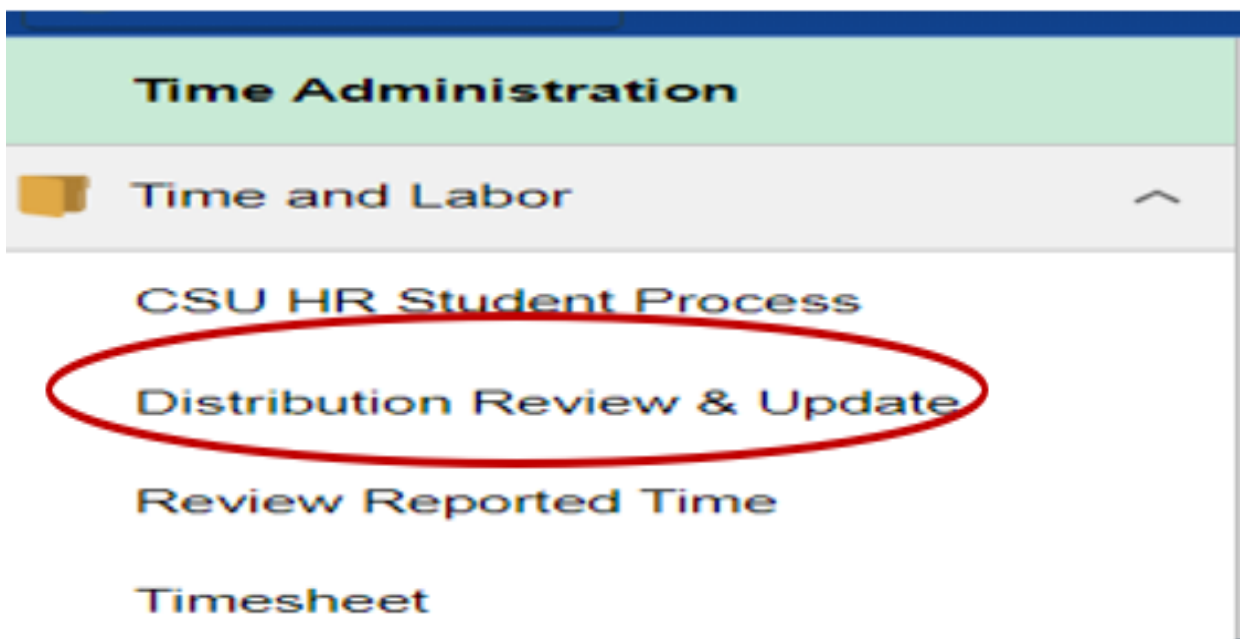 Time Administration
Time and Labor
CSU HR Student Process
Distribution Review & Update
Review Reported Time
Timesheet